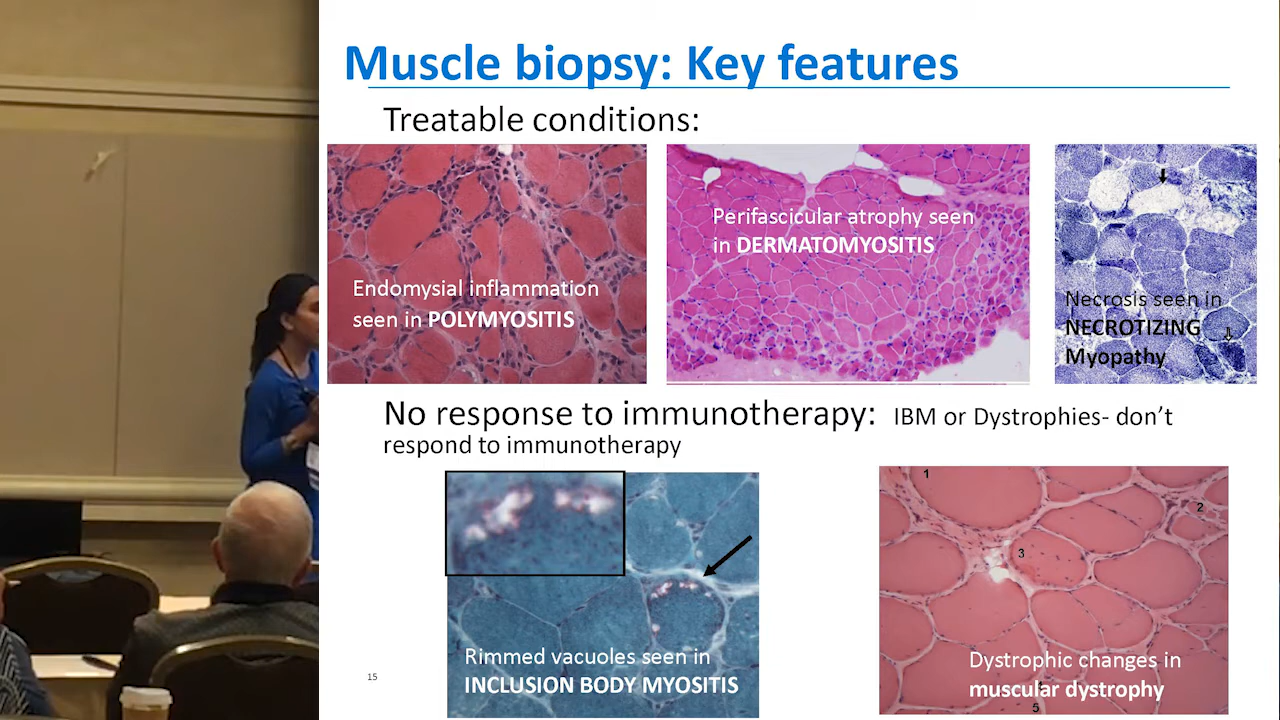 Muscle biopsy: Key features
Treatable conditions:
Endomysial inflammation
seen in POLYMYOSITIS
Perifascicular atrophy seen
in DERMATOMYOSITIS
Necrosis seen in
NECROTIZING
Myopathy
No response to immunotherapy: IBM or Dystrophies- don't
respond to immunotherapy
Rimmed vacuoles seen in
INCLUSION BODY MYOSITIS
1
2
3
Dystrophic changes in
muscular dystrophy
5
15